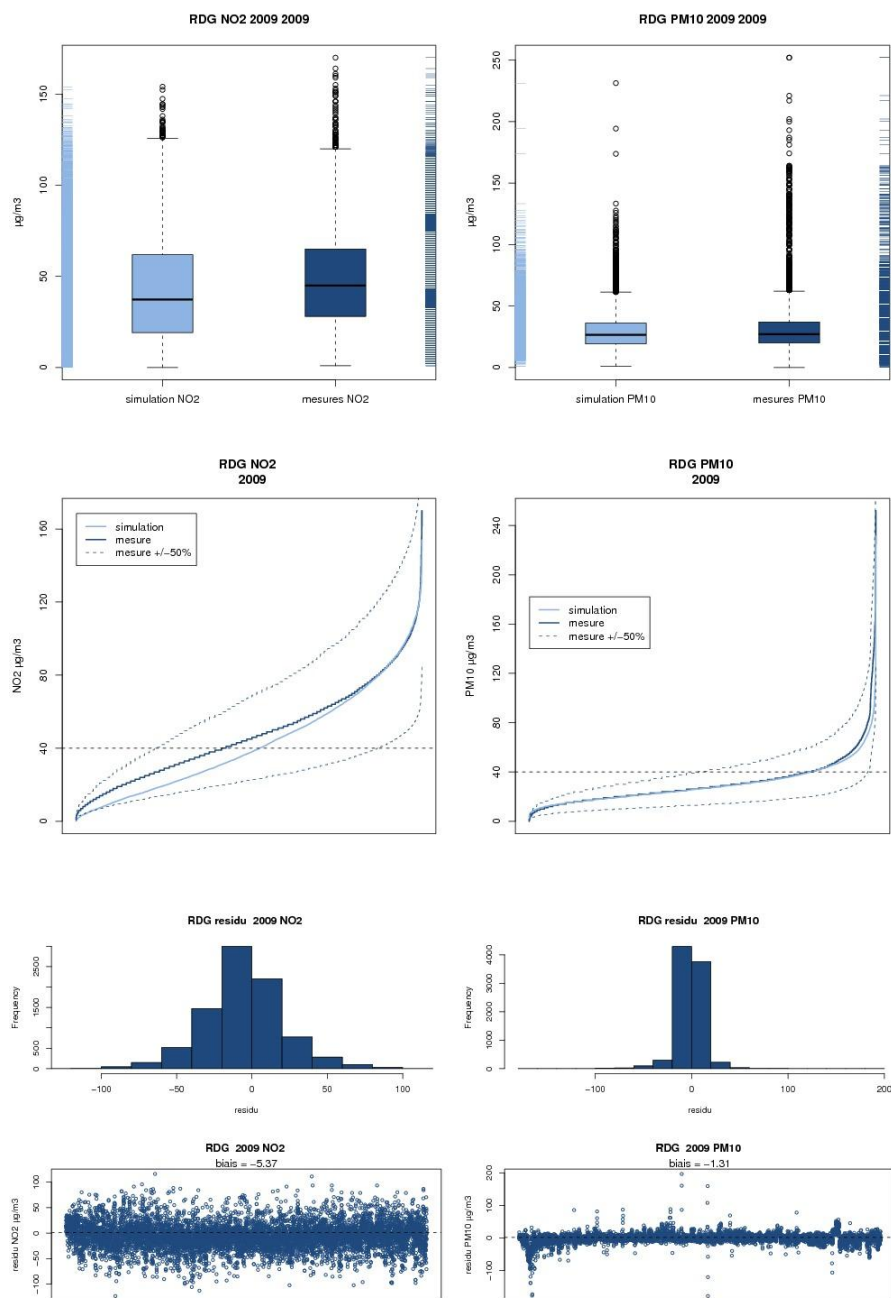 RDG NO2 2009 2009
RDG PM10 2009 2009
µg/m3
0
50
100
150
simulation NO2
mesures NO2
µg/m3
0
50
100
150
200
250
simulation PM10
mesures PM10
RDG NO2
2009
simulation
mesure
mesure +/−50%
NO2 µg/m3
0
40
80
120
160
RDG PM10
2009
simulation
mesure
mesure +/−50%
PM10 µg/m3
0
40
80
120
160
200
240
RDG residu 2009 NO2
Frequency
0
500
1500
2500
−100
−50
0
50
100
residu
RDG residu 2009 PM10
Frequency
0
1000
2000
3000
4000
−100
0
100
200
residu
RDG 2009 NO2
biais = −5.37
residu NO2 µg/m3
−100
−50
0
50
100
RDG 2009 PM10
biais = −1.31
residu PM10 µg/m3
−100
0
100
200